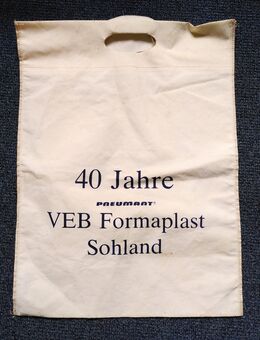 40 Jahre
PNEUMANT
VEB Formaplast
Sohland